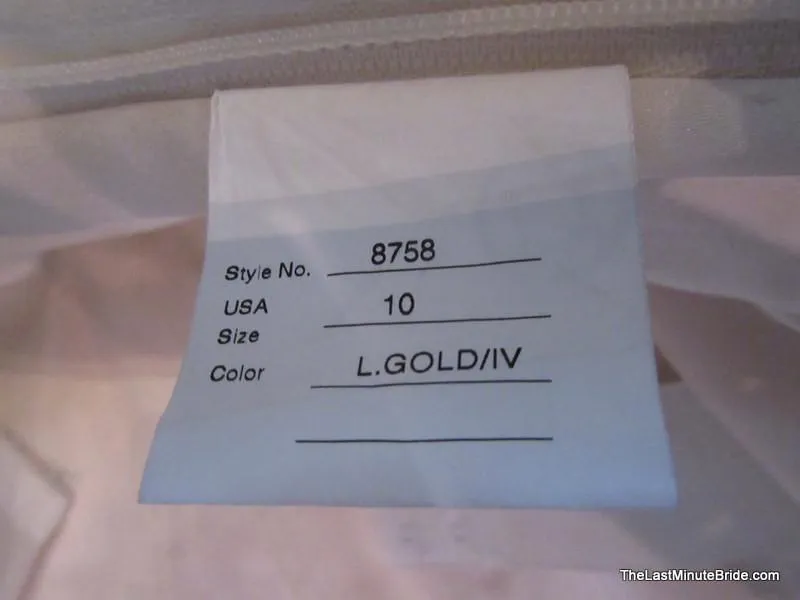 Style No. 8758
USA 10
Size
Color L.GOLD/IV
TheLastMinuteBride.com